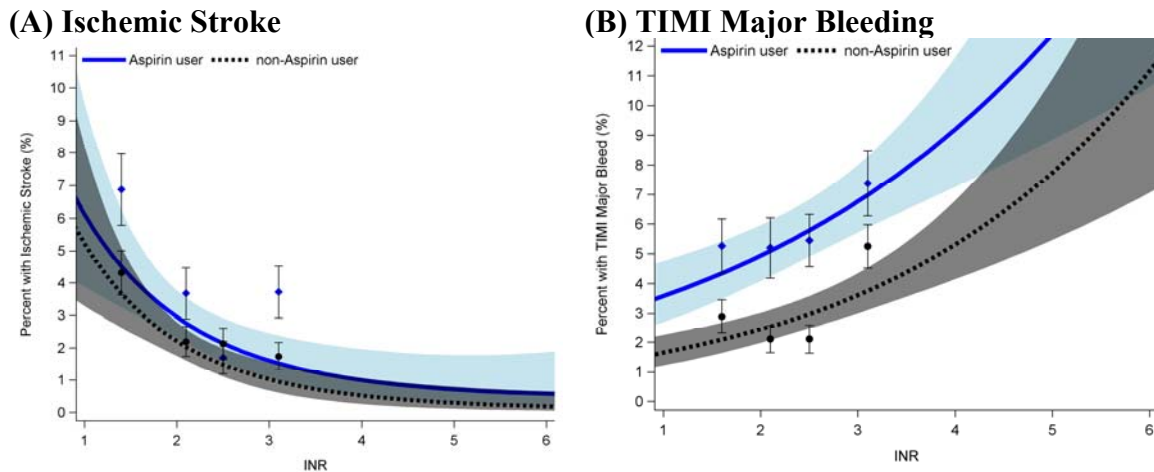 (A) Ischemic Stroke
Aspirin user non-Aspirin user
Percent with Ischemic Stroke (%)
11
10
9
8
7
6
5
4
3
2
1
0
1 2 3 4 5 6
INR
(B) TIMI Major Bleeding
Aspirin user non-Aspirin user
Percent with TIMI Major Bleed (%)
12
11
10
9
8
7
6
5
4
3
2
1
0
1 2 3 4 5 6
INR